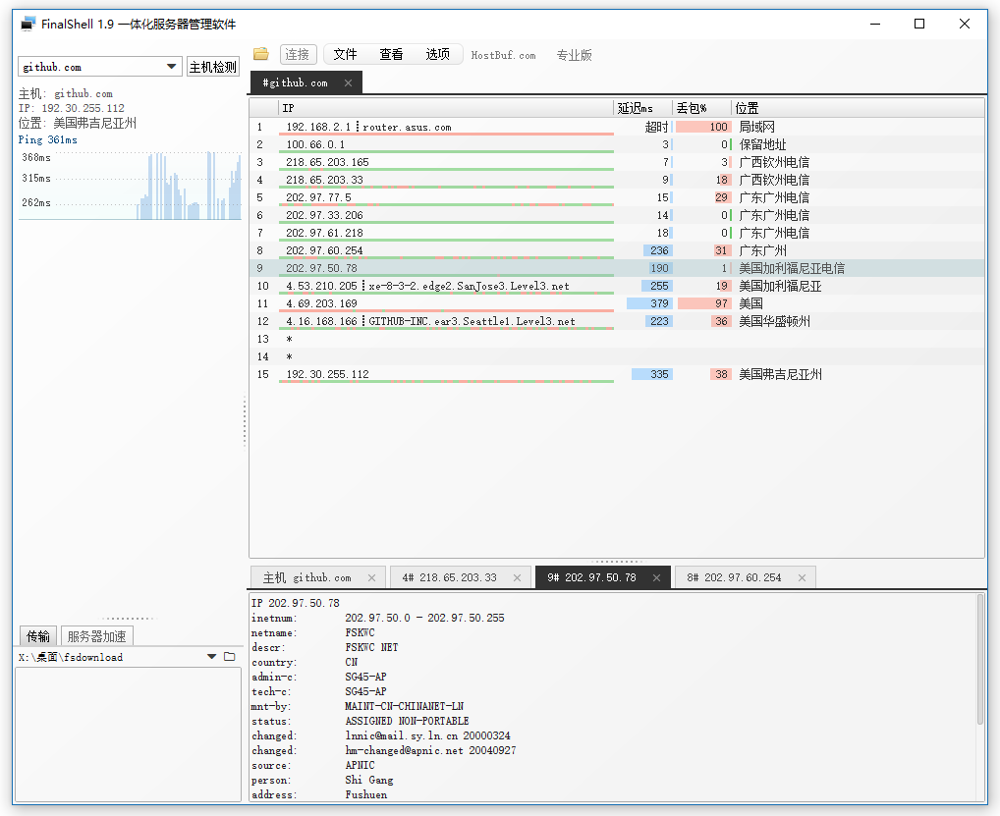 FinalShell 1.9 一体化服务器管理软件
github.com 主机检测
主机: github.com
IP: 192.30.255.112
位置: 美国弗吉尼亚州
Ping 361ms
368ms
315ms
262ms
连接 文件 查看 选项 HostBuf.com 专业版
#github.com
IP 延迟ms 丢包% 位置
1 192.168.2.1 ┆ router.asus.com 超时 100 局域网
2 100.66.0.1 3 0 保留地址
3 218.65.203.165 7 3 广西钦州电信
4 218.65.203.33 9 18 广西钦州电信
5 202.97.77.5 15 29 广东广州电信
6 202.97.33.206 14 0 广东广州电信
7 202.97.61.218 18 0 广东广州电信
8 202.97.60.254 236 31 广东广州
9 202.97.50.78 190 1 美国加利福尼亚电信
10 4.53.210.205 ┆ xe-8-3-2.edge2.SanJose3.Level3.net 255 19 美国加利福尼亚
11 4.69.203.169 379 97 美国
12 4.16.168.166 ┆ GITHUB-INC.ear3.Seattle1.Level3.net 223 36 美国华盛顿州
13 *
14 *
15 192.30.255.112 335 38 美国弗吉尼亚州
主机 github.com 4# 218.65.203.33 9# 202.97.50.78 8# 202.97.60.254
IP 202.97.50.78
inetnum: 202.97.50.0 - 202.97.50.255
netname: FSKWC
descr: FSKWC NET
country: CN
admin-c: SG45-AP
tech-c: SG45-AP
mnt-by: MAINT-CN-CHINANET-LN
status: ASSIGNED NON-PORTABLE
changed: lnnic@mail.sy.ln.cn 20000324
changed: hm-changed@apnic.net 20040927
source: APNIC
person: Shi Gang
address: Fushuen
传输 服务器加速
X:\桌面\fsdownload